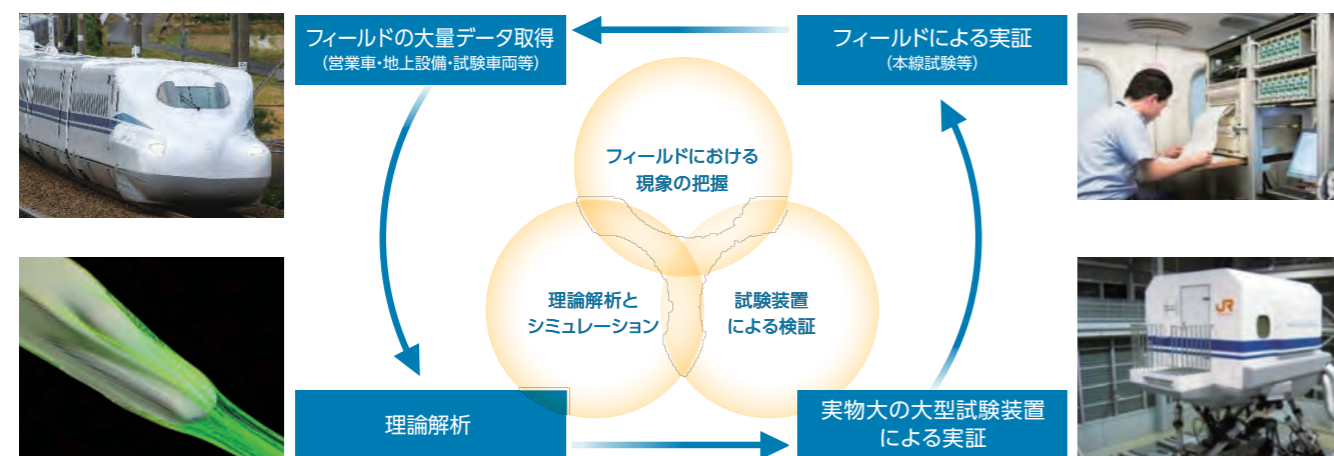 フィールドの大量データ取得
（営業車・地上設備・試験車両等）
フィールドによる実証
（本線試験等）
フィールドにおける
現象の把握
理論解析と
シミュレーション
試験装置
による検証
JR
理論解析
実物大の大型試験装置
による実証